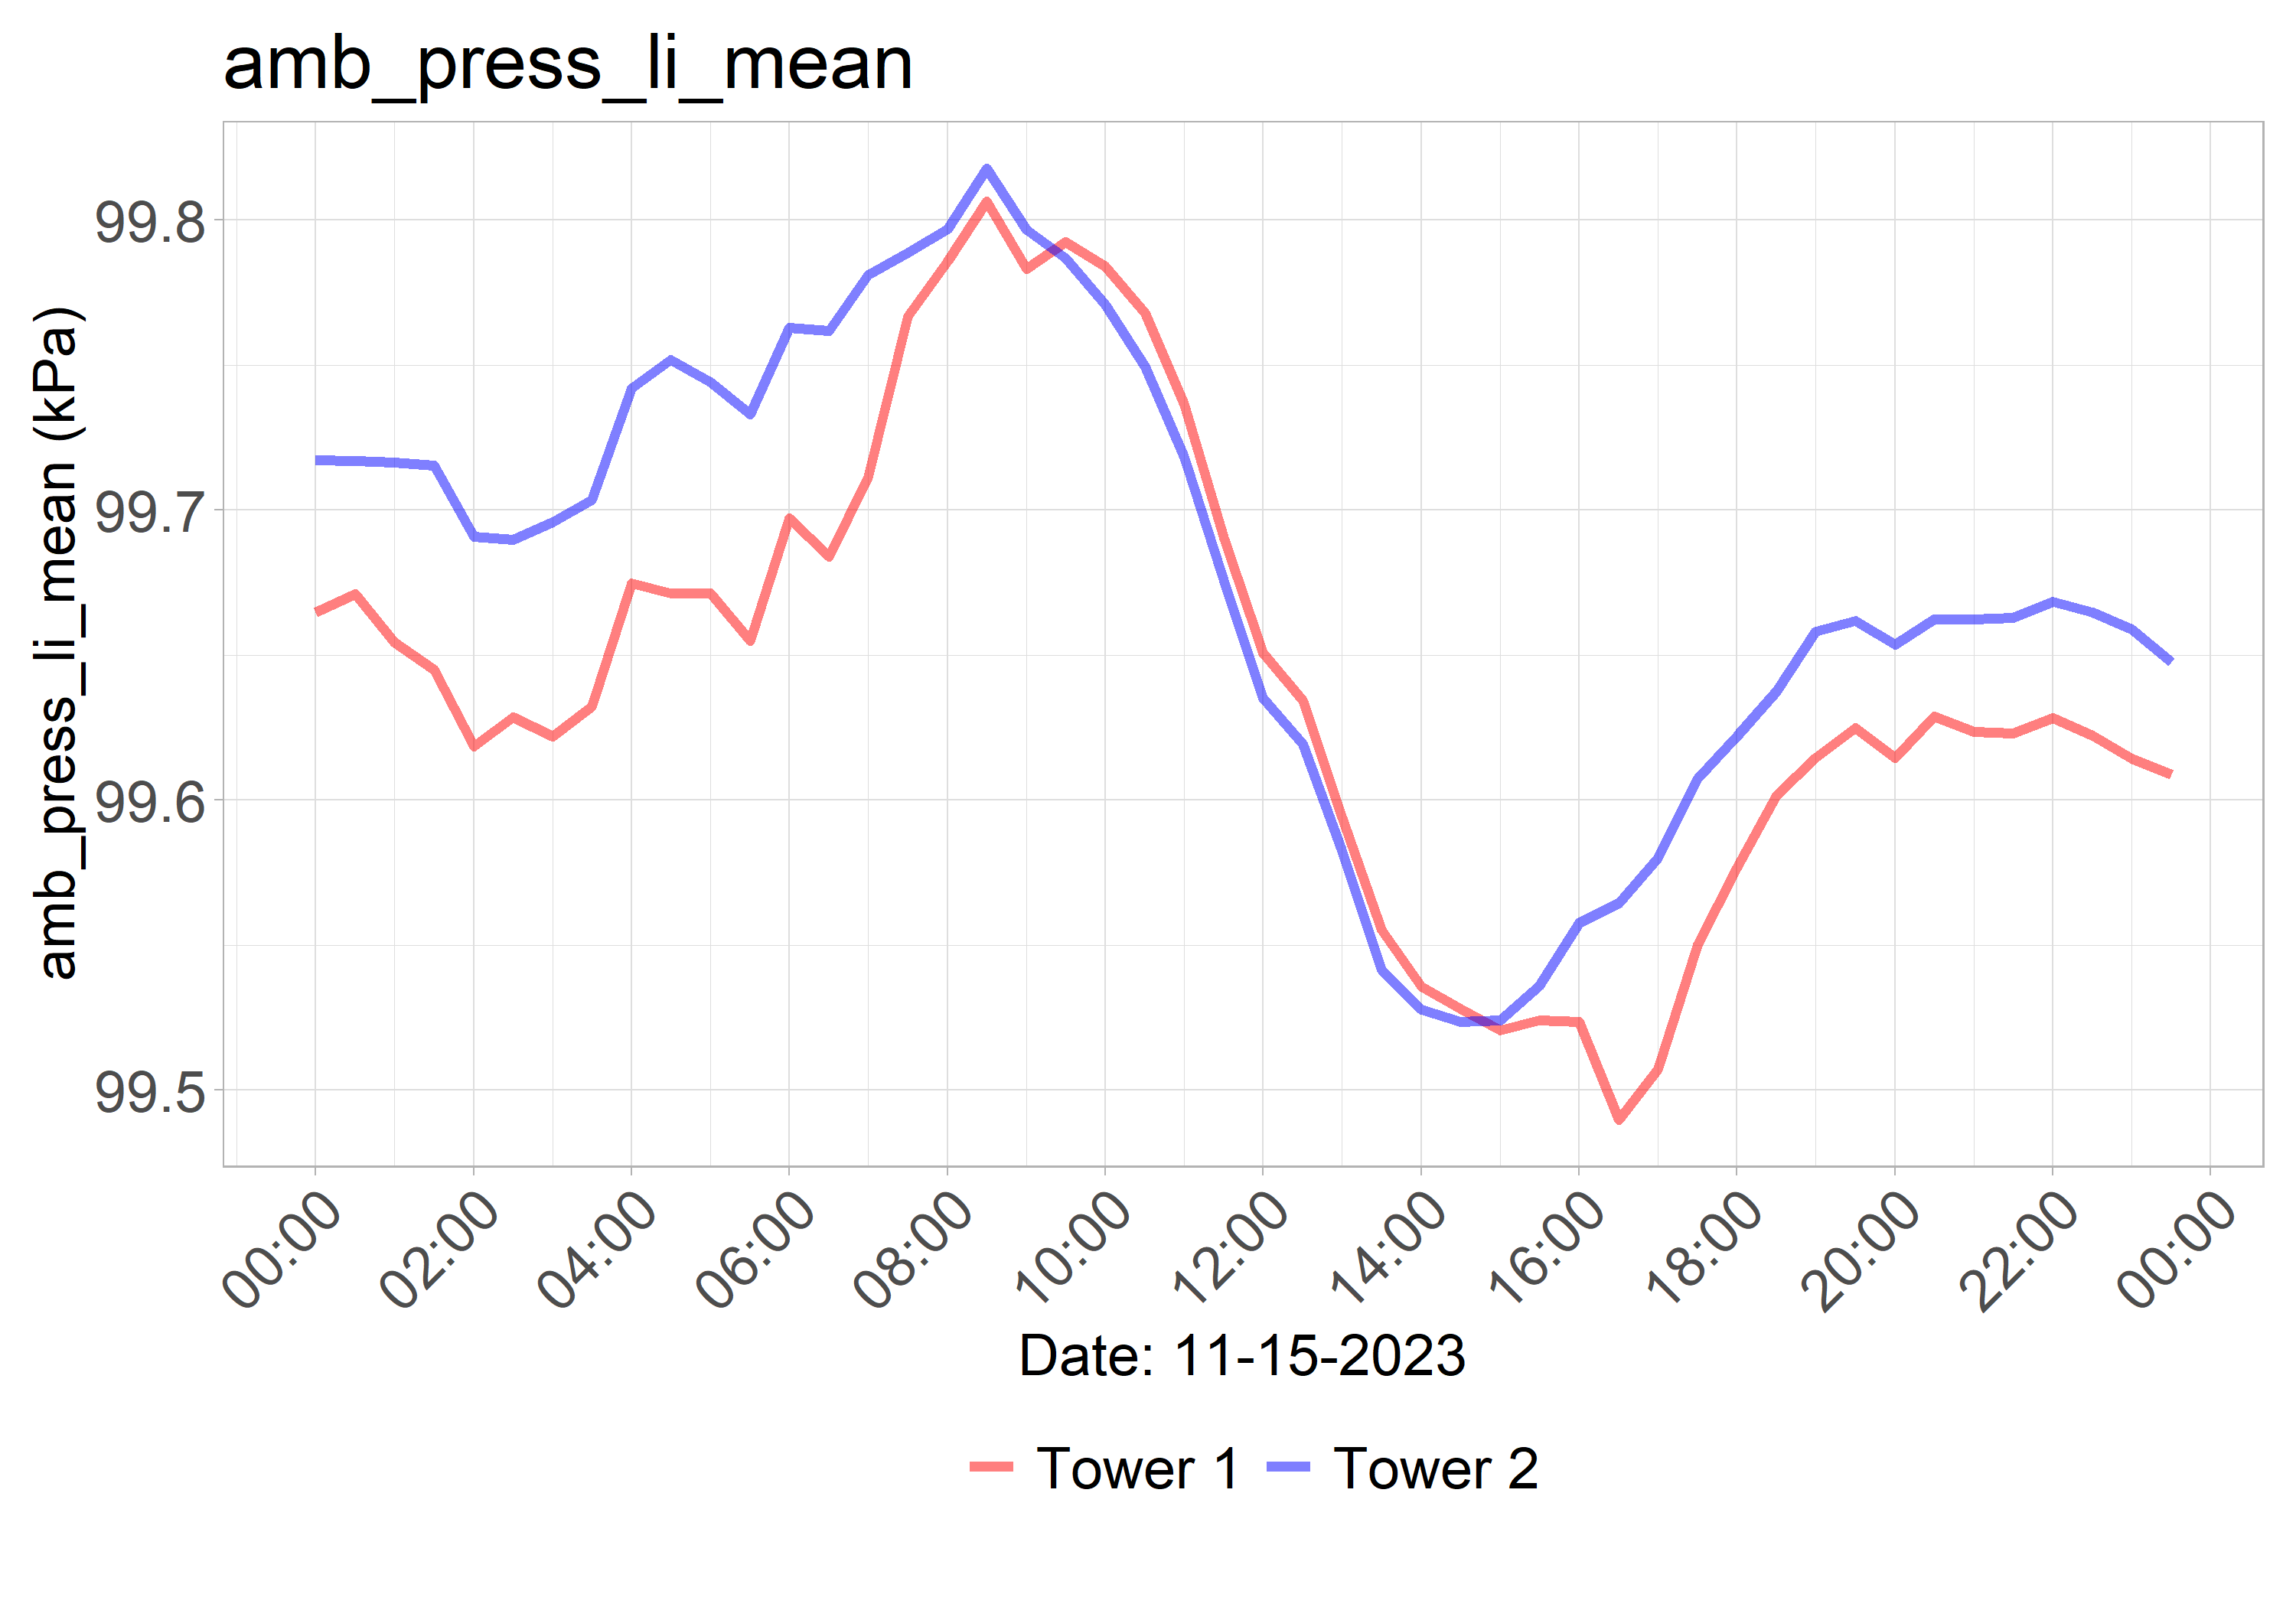 amb_press_li_mean
amb_press_li_mean (kPa)
99.8
99.7
99.6
99.5
00:00 02:00 04:00 06:00 08:00 10:00 12:00 14:00 16:00 18:00 20:00 22:00 00:00
Date: 11-15-2023
Tower 1 Tower 2